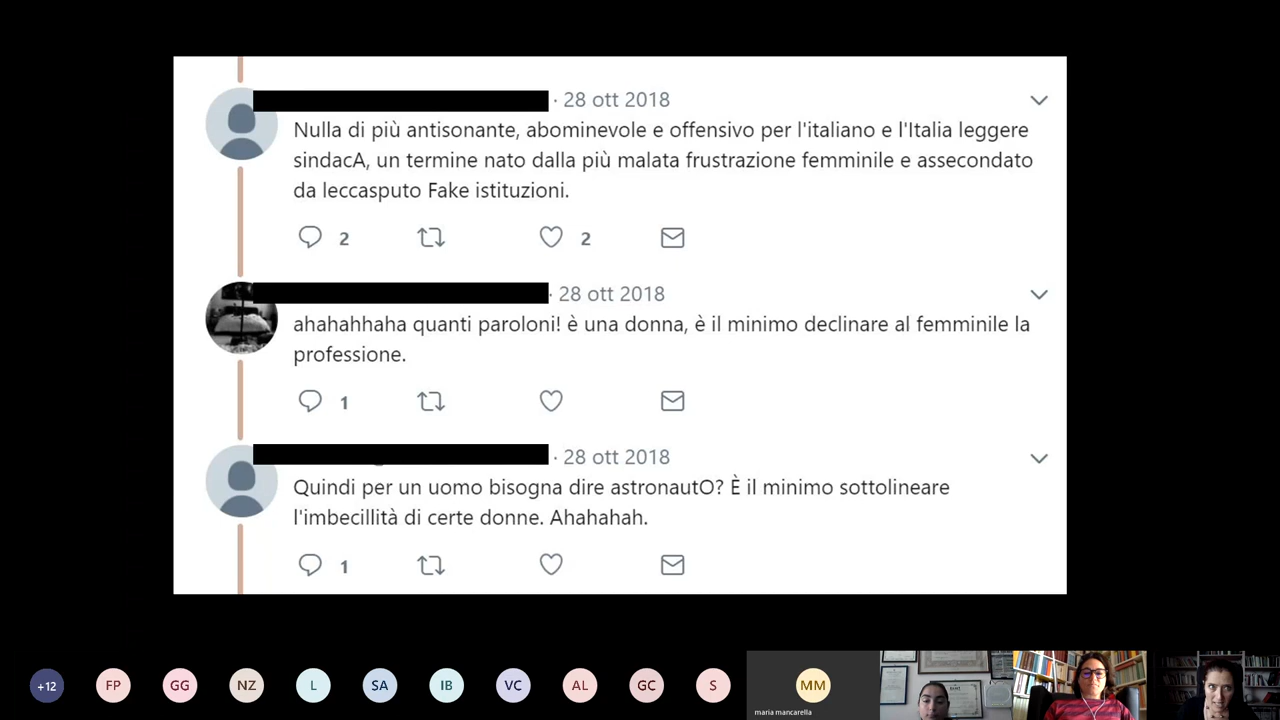 · 28 ott 2018
Nulla di più antisonante, abominevole e offensivo per l'italiano e l'Italia leggere
sindacA, un termine nato dalla più malata frustrazione femminile e assecondato
da leccasputo Fake istituzioni.
2 2
· 28 ott 2018
ahahahhaha quanti paroloni! è una donna, è il minimo declinare al femminile la
professione.
1
· 28 ott 2018
Quindi per un uomo bisogna dire astronautO? È il minimo sottolineare
l'imbecillità di certe donne. Ahahahah.
1
+12 FP GG NZ L SA IB VC AL GC S MM
maria mancarella